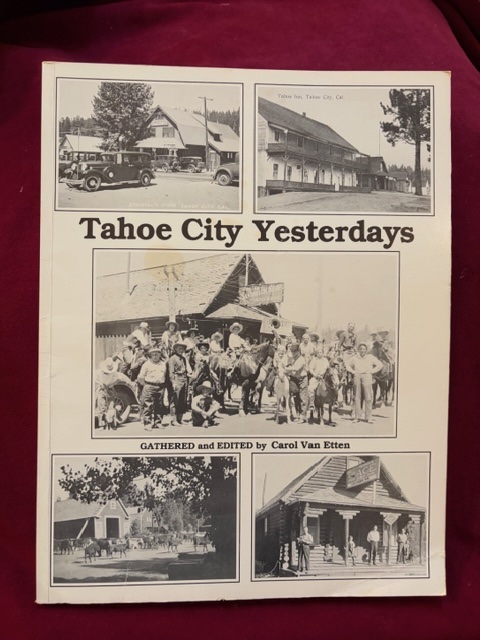 Tahoe Inn, Tahoe City, Cal.
Tahoe City Yesterdays
GATHERED and EDITED by Carol Van Etten